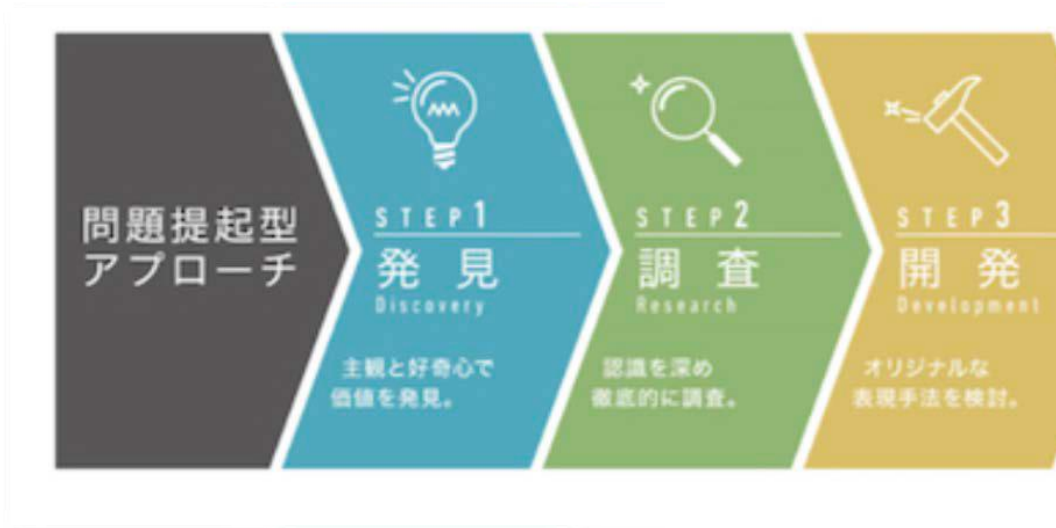 問題提起型
アプローチ
STEP1
発見
Discovery
主観と好奇心で
価値を発見。
STEP2
調査
Research
認識を深め
徹底的に調査。
STEP3
開発
Development
オリジナルな
表現手法を検討。